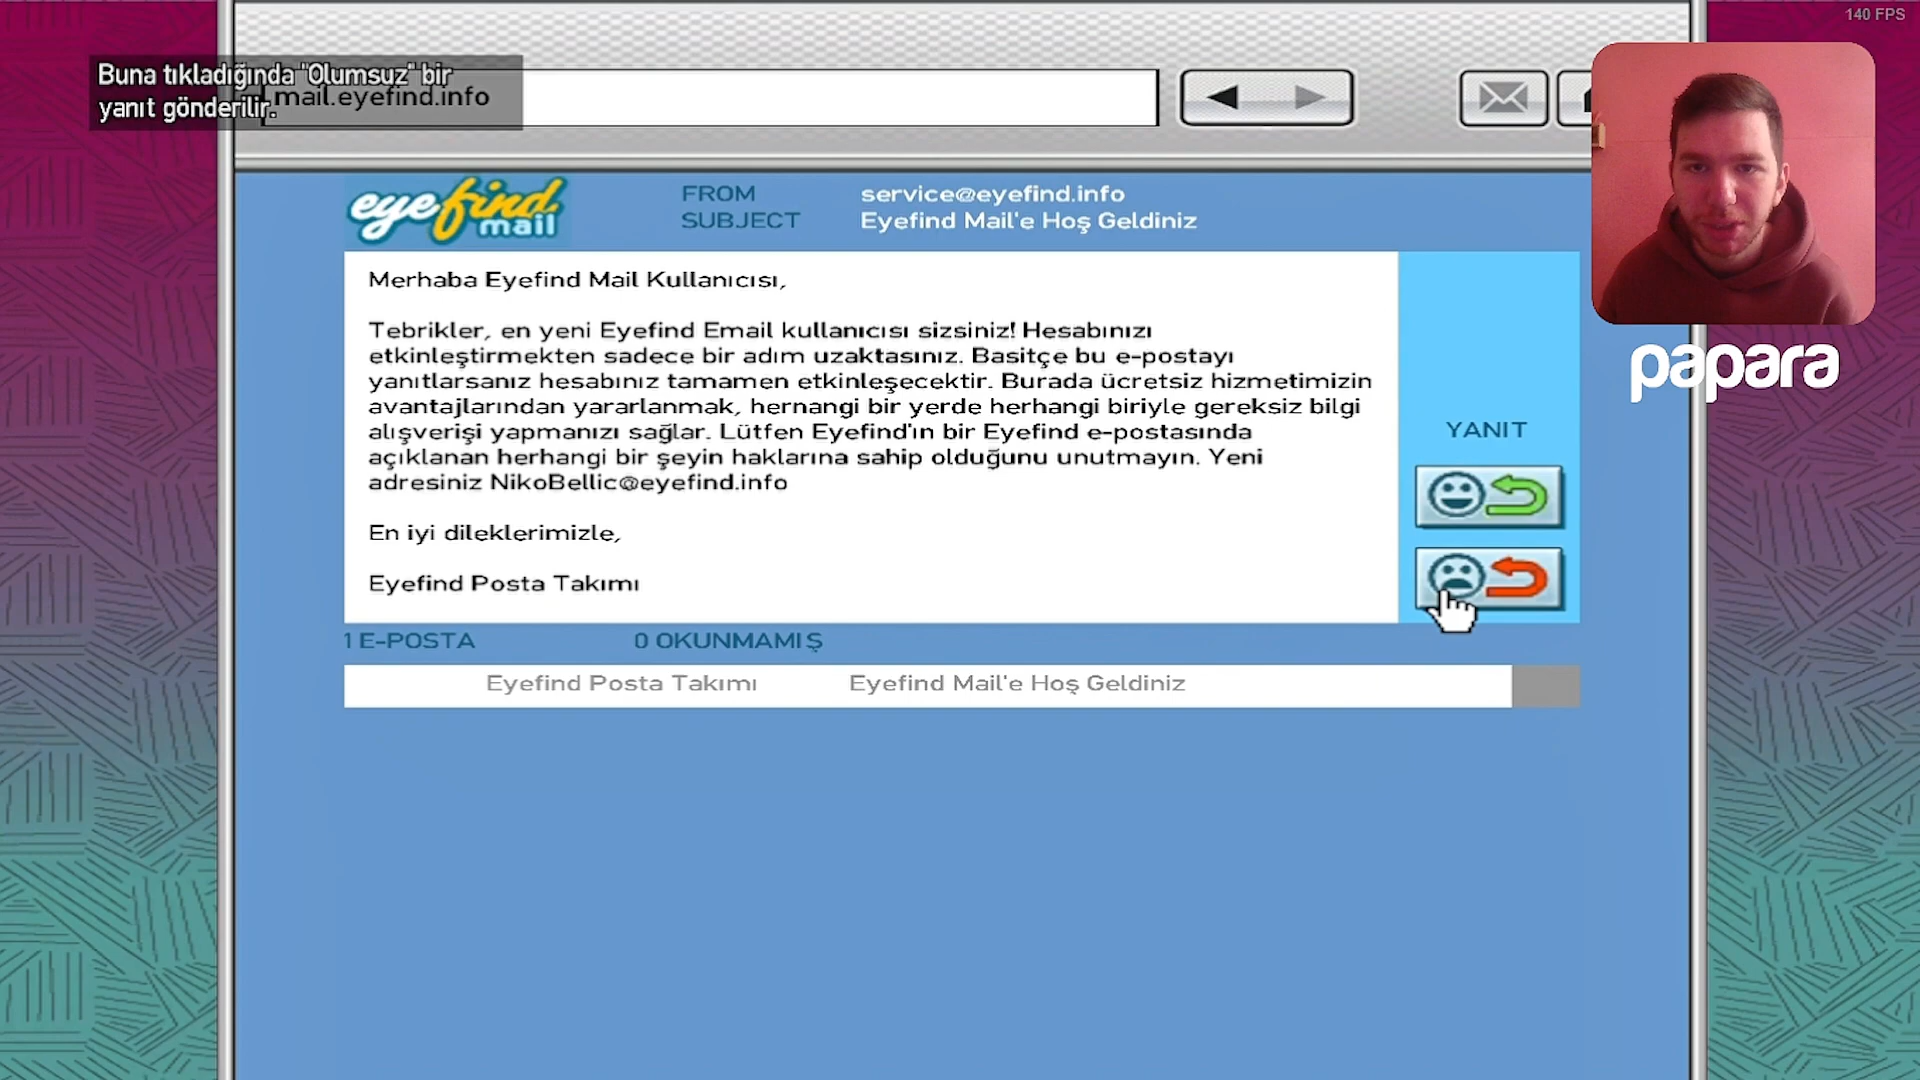 140 FPS
Buna tıkladığında "Olumsuz" bir
yanıt gönderilir.
mail.eyefind.info
eyefind
mail
FROM service@eyefind.info
SUBJECT Eyefind Mail'e Hoş Geldiniz
papara
Merhaba Eyefind Mail Kullanıcısı,
Tebrikler, en yeni Eyefind Email kullanıcısı sizsiniz! Hesabınızı
etkinleştirmekten sadece bir adım uzaktasınız. Basitçe bu e-postayı
yanıtlarsanız hesabınız tamamen etkinleşecektir. Burada ücretsiz hizmetimizin
avantajlarından yararlanmak, hernangi bir yerde herhangi biriyle gereksiz bilgi
alışverişi yapmanızı sağlar. Lütfen Eyefind'ın bir Eyefind e-postasında
açıklanan herhangi bir şeyin haklarına sahip olduğunu unutmayın. Yeni
adresiniz NikoBellic@eyefind.info
En iyi dileklerimizle,
Eyefind Posta Takımı
YANIT
1 E-POSTA 0 OKUNMAMIŞ
Eyefind Posta Takımı Eyefind Mail'e Hoş Geldiniz